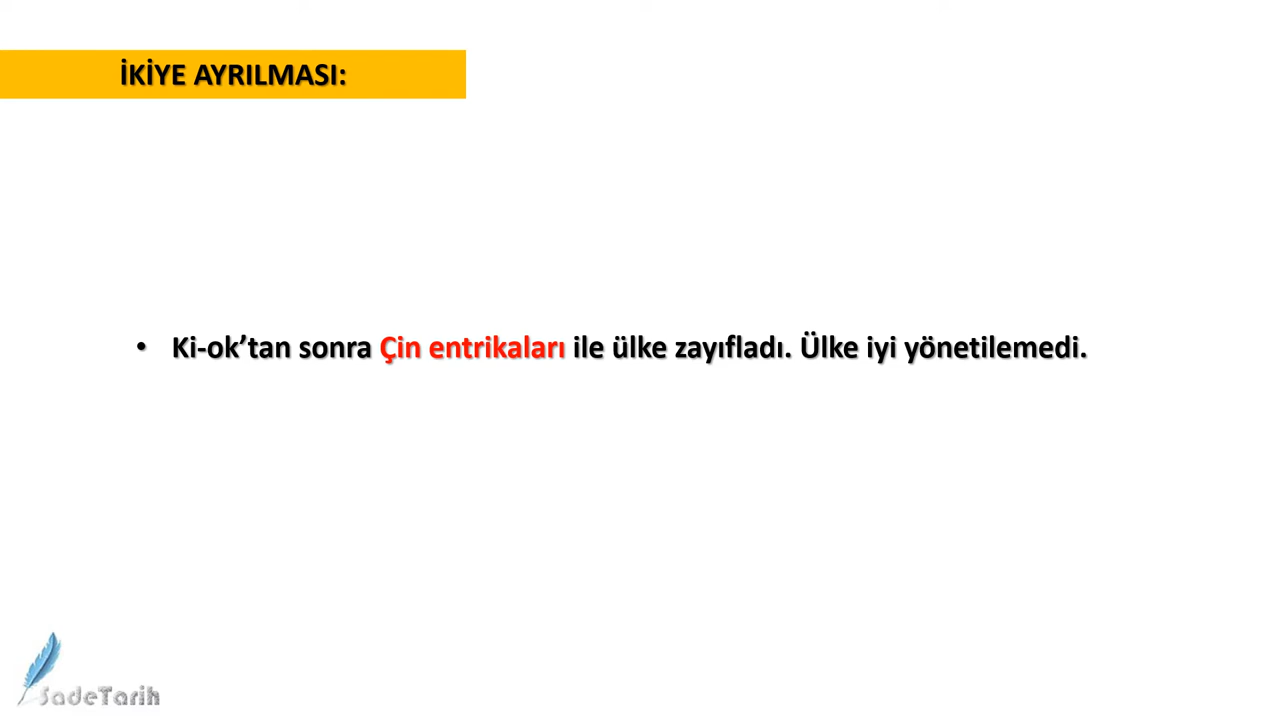 İKİYE AYRILMASI:
• Ki-ok’tan sonra Çin entrikaları ile ülke zayıfladı. Ülke iyi yönetilemedi.
SadeTarih